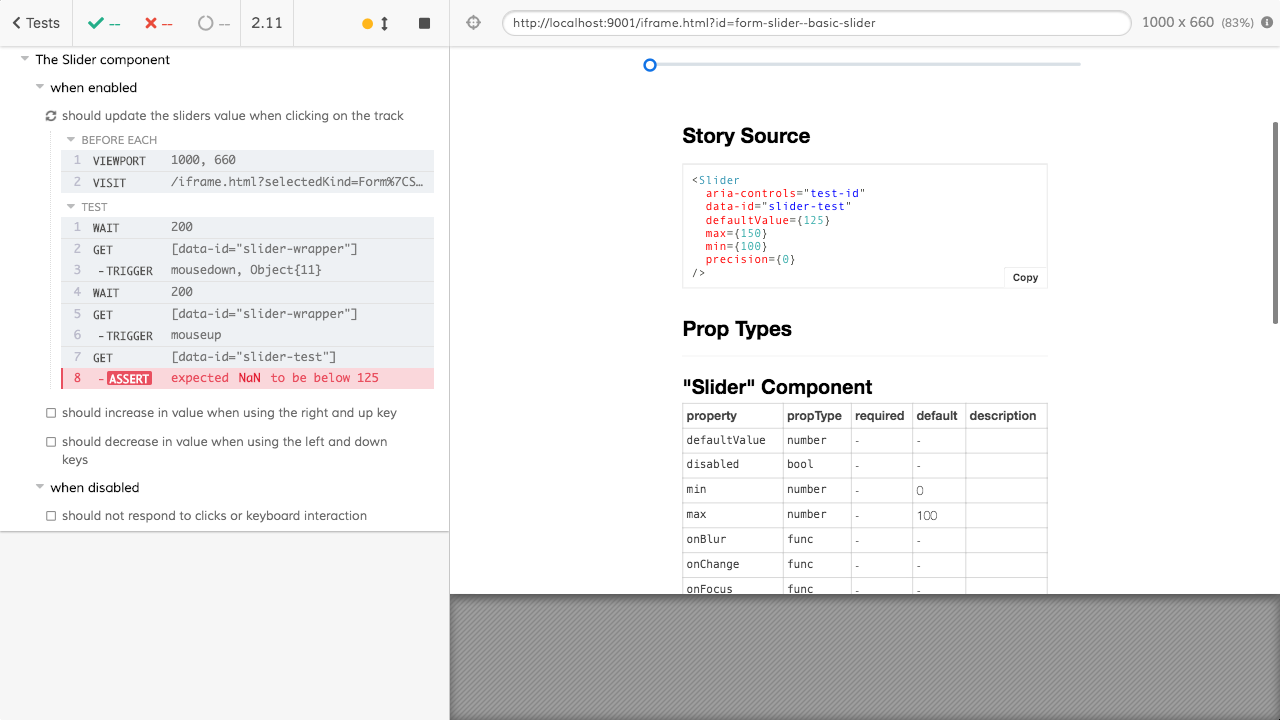 Tests -- -- -- 2.11
http://localhost:9001/iframe.html?id=form-slider--basic-slider 1000 x 660 (83%)
The Slider component
when enabled
should update the sliders value when clicking on the track
BEFORE EACH
1 VIEWPORT 1000, 660
2 VISIT /iframe.html?selectedKind=Form%7CS…
TEST
1 WAIT 200
2 GET [data-id="slider-wrapper"]
3 -TRIGGER mousedown, Object{11}
4 WAIT 200
5 GET [data-id="slider-wrapper"]
6 -TRIGGER mouseup
7 GET [data-id="slider-test"]
8 -ASSERT expected NaN to be below 125
should increase in value when using the right and up key
should decrease in value when using the left and down
keys
when disabled
should not respond to clicks or keyboard interaction
Story Source
<Slider
aria-controls="test-id"
data-id="slider-test"
defaultValue={125}
max={150}
min={100}
precision={0}
/>
Copy
Prop Types
"Slider" Component
property propType required default description
defaultValue number - -
disabled bool - -
min number - 0
max number - 100
onBlur func - -
onChange func - -
onFocus func - -